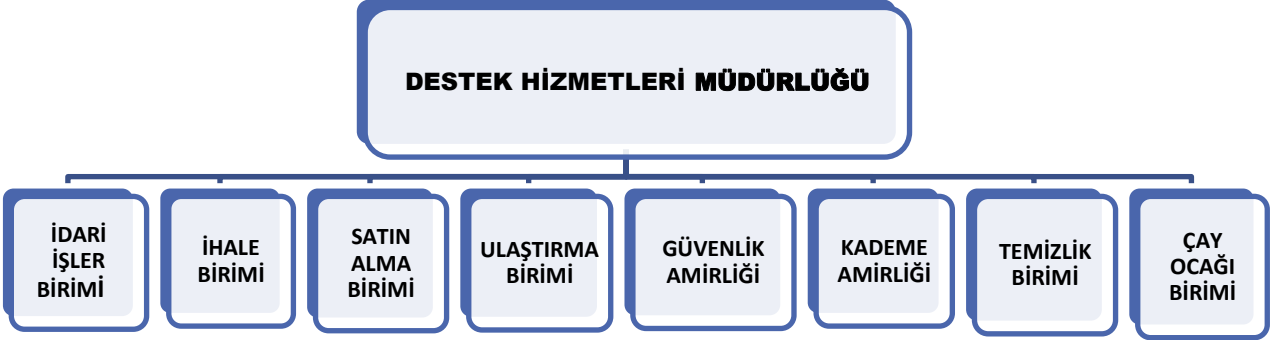 DESTEK HİZMETLERİ MÜDÜRLÜĞÜ
İDARİ
İŞLER
BİRİMİ
İHALE
BİRİMİ
SATIN
ALMA
BİRİMİ
ULAŞTIRMA
BİRİMİ
GÜVENLİK
AMİRLİĞİ
KADEME
AMİRLİĞİ
TEMİZLİK
BİRİMİ
ÇAY
OCAĞI
BİRİMİ